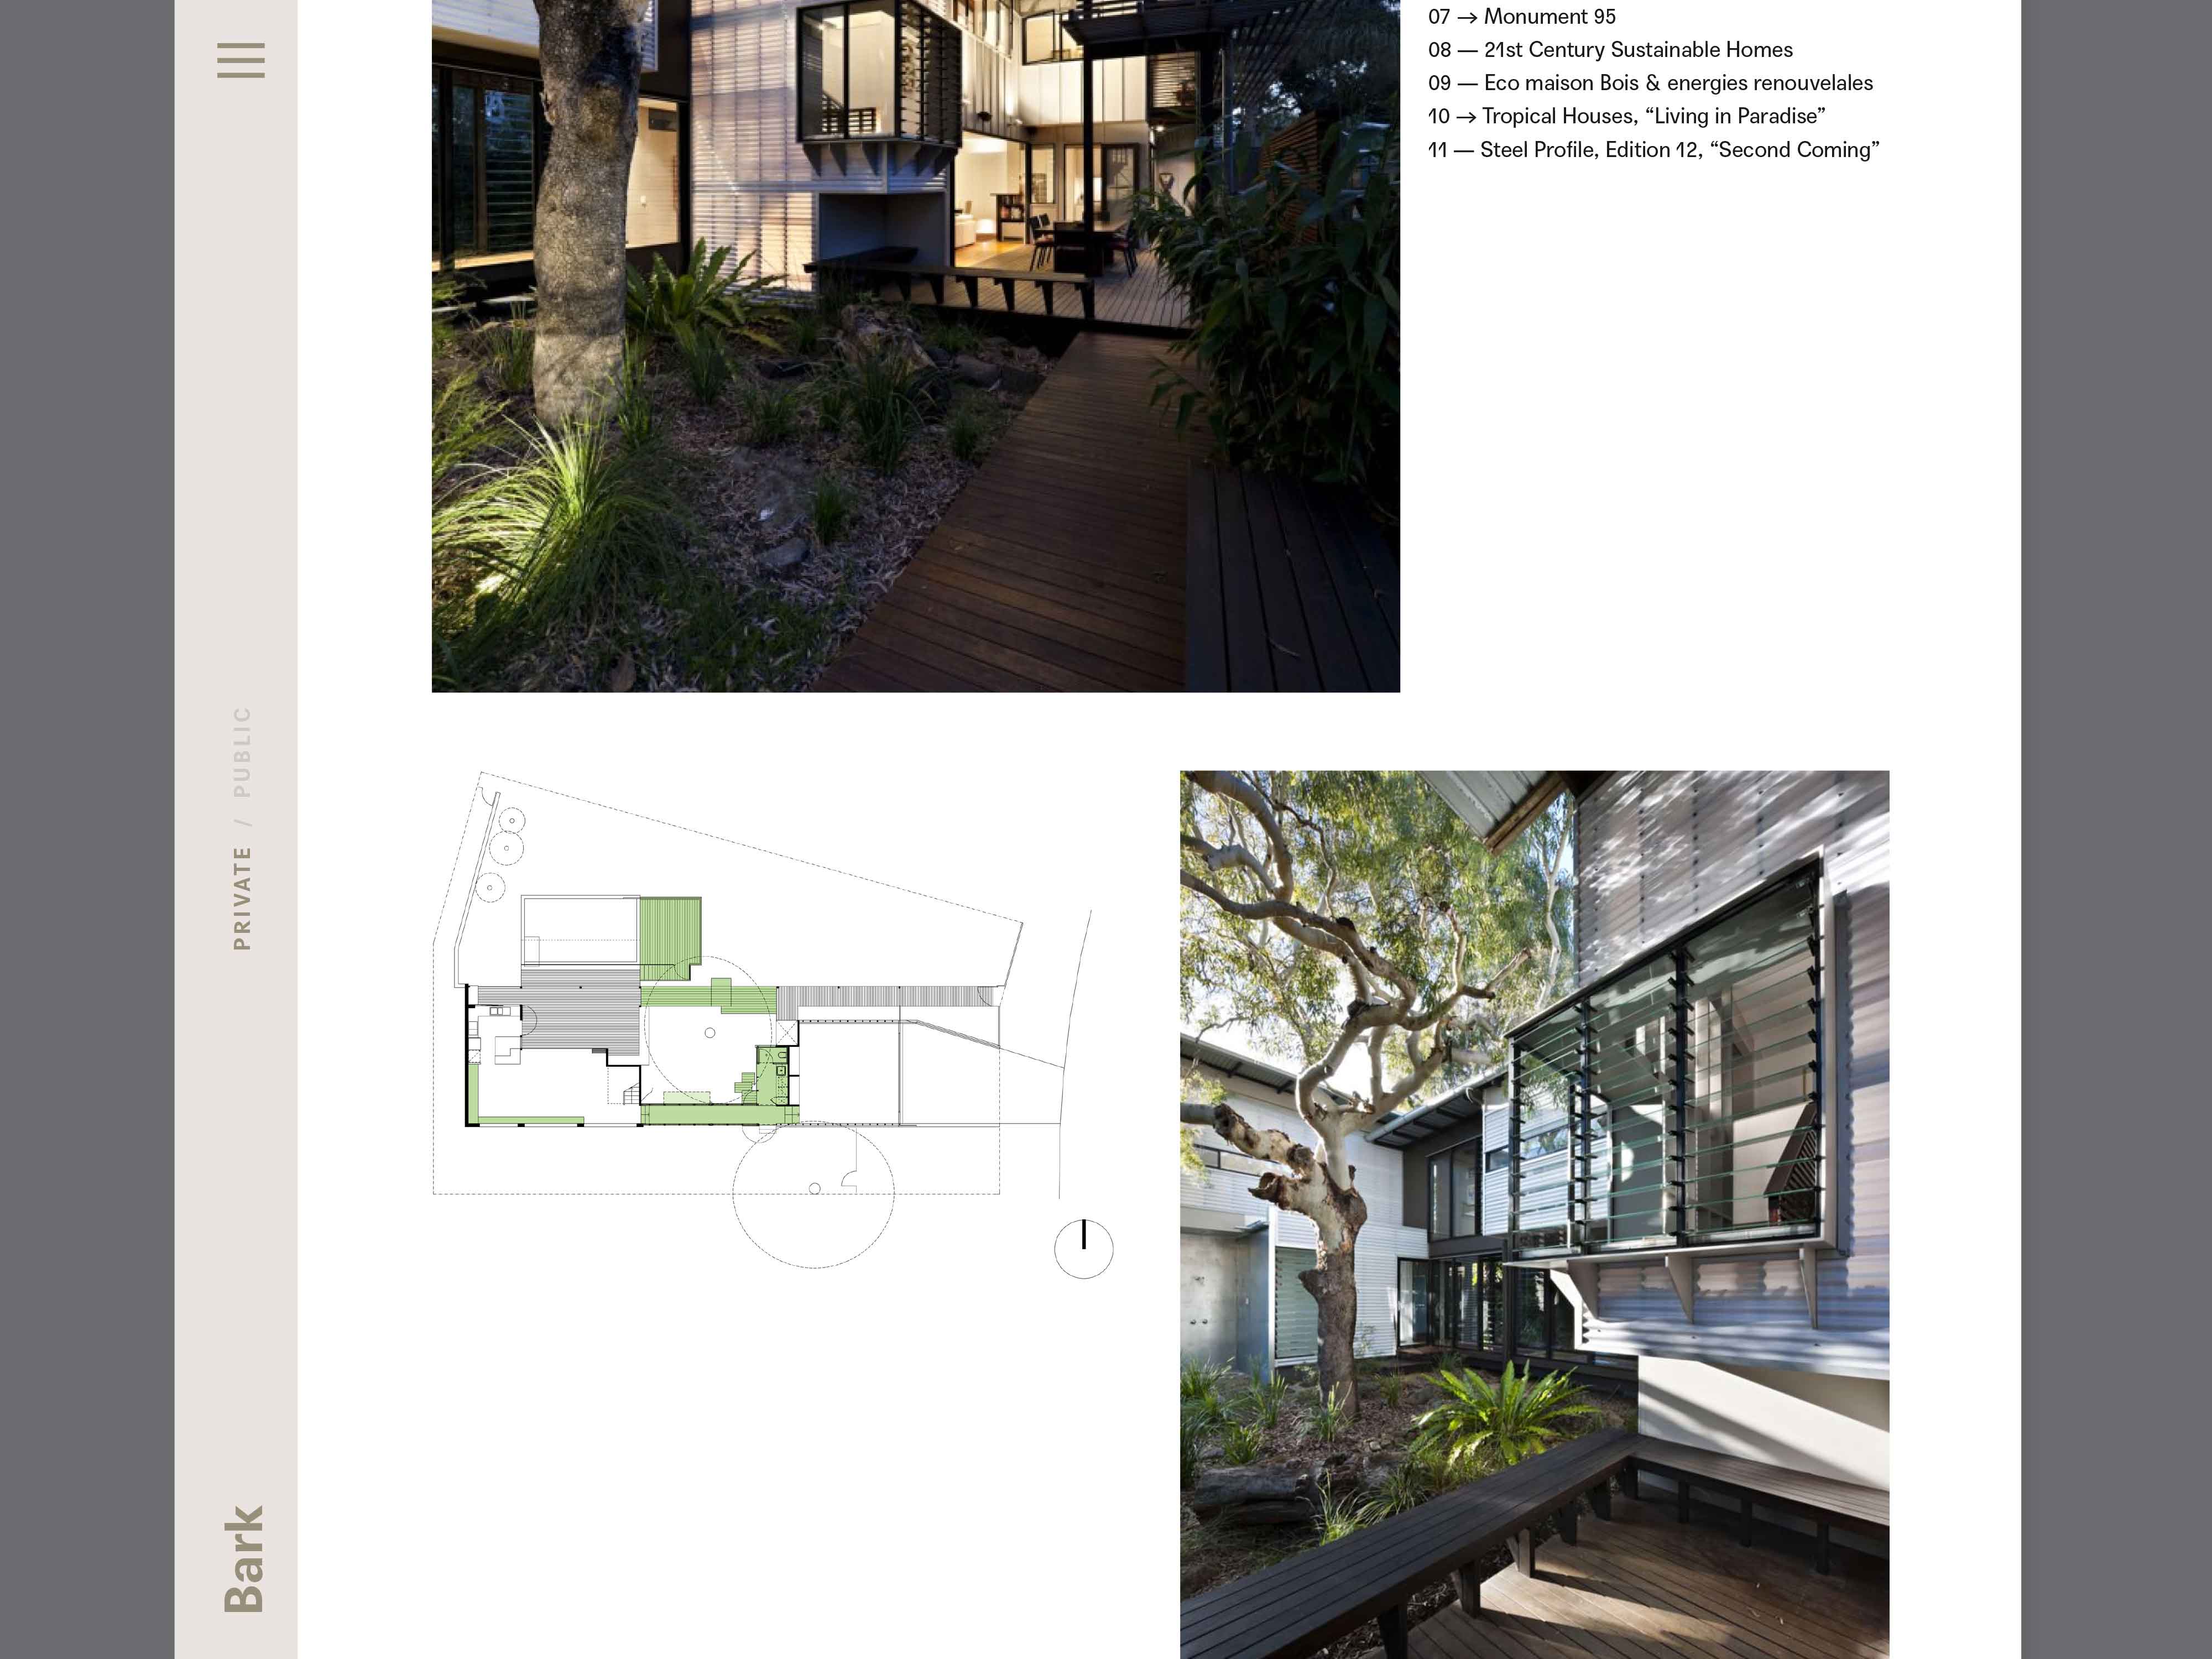 07 → Monument 95
08 — 21st Century Sustainable Homes
09 — Eco maison Bois & energies renouvelales
10 → Tropical Houses, “Living in Paradise”
11 — Steel Profile, Edition 12, “Second Coming”
PRIVATE / PUBLIC
Bark